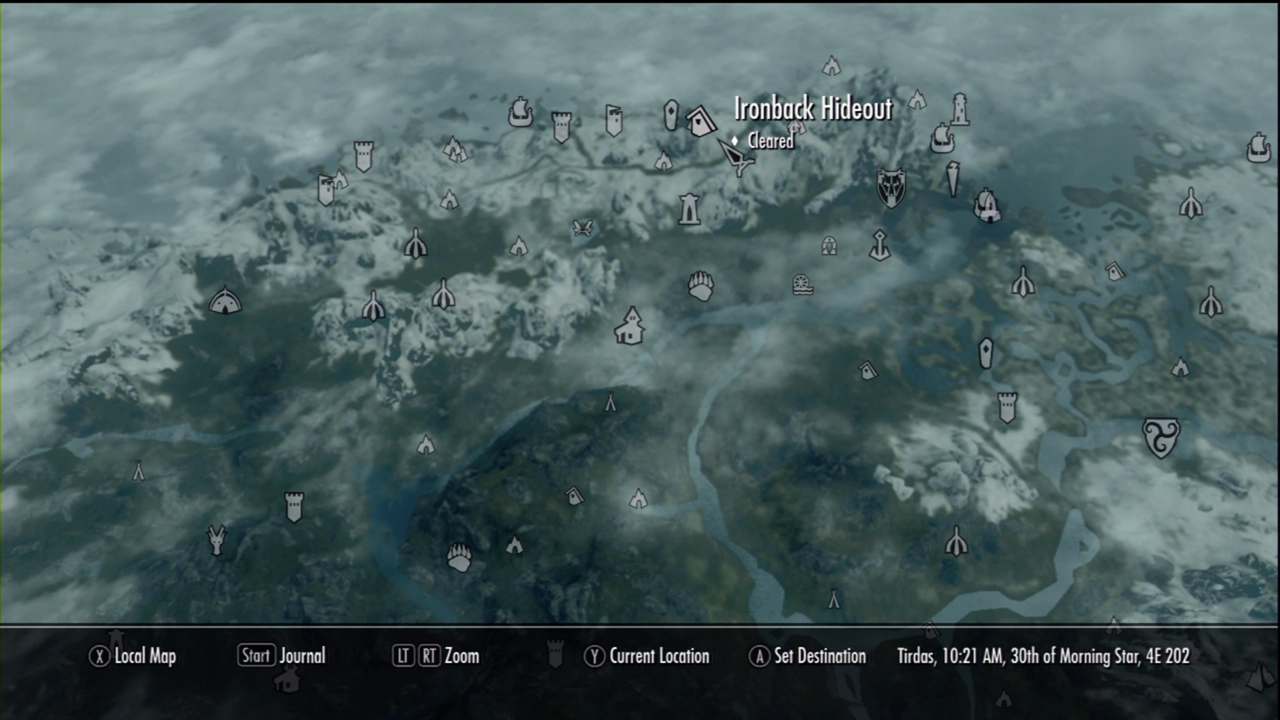 Ironback Hideout
Cleared
X Local Map Start Journal LT RT Zoom Y Current Location A Set Destination Tirdas, 10:21 AM, 30th of Morning Star, 4E 202